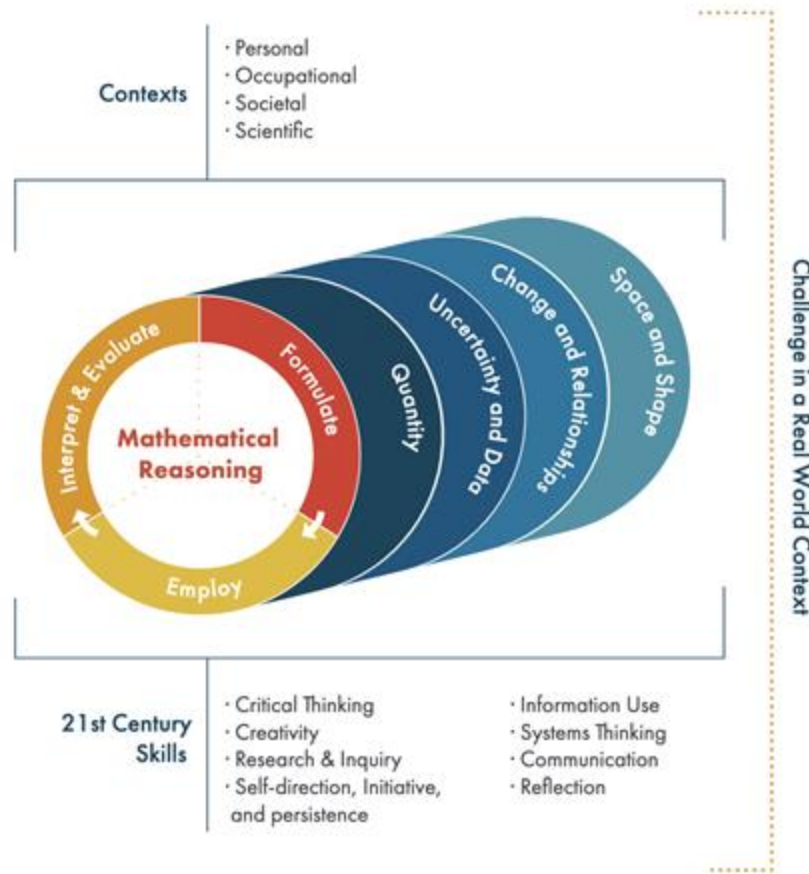 Contexts
· Personal
· Occupational
· Societal
· Scientific
Interpret & Evaluate
Formulate
Employ
Mathematical
Reasoning
Quantity
Uncertainty and Data
Change and Relationships
Space and Shape
Challenge in a Real World Context
21st Century
Skills
· Critical Thinking
· Creativity
· Research & Inquiry
· Self-direction, Initiative,
and persistence
· Information Use
· Systems Thinking
· Communication
· Reflection